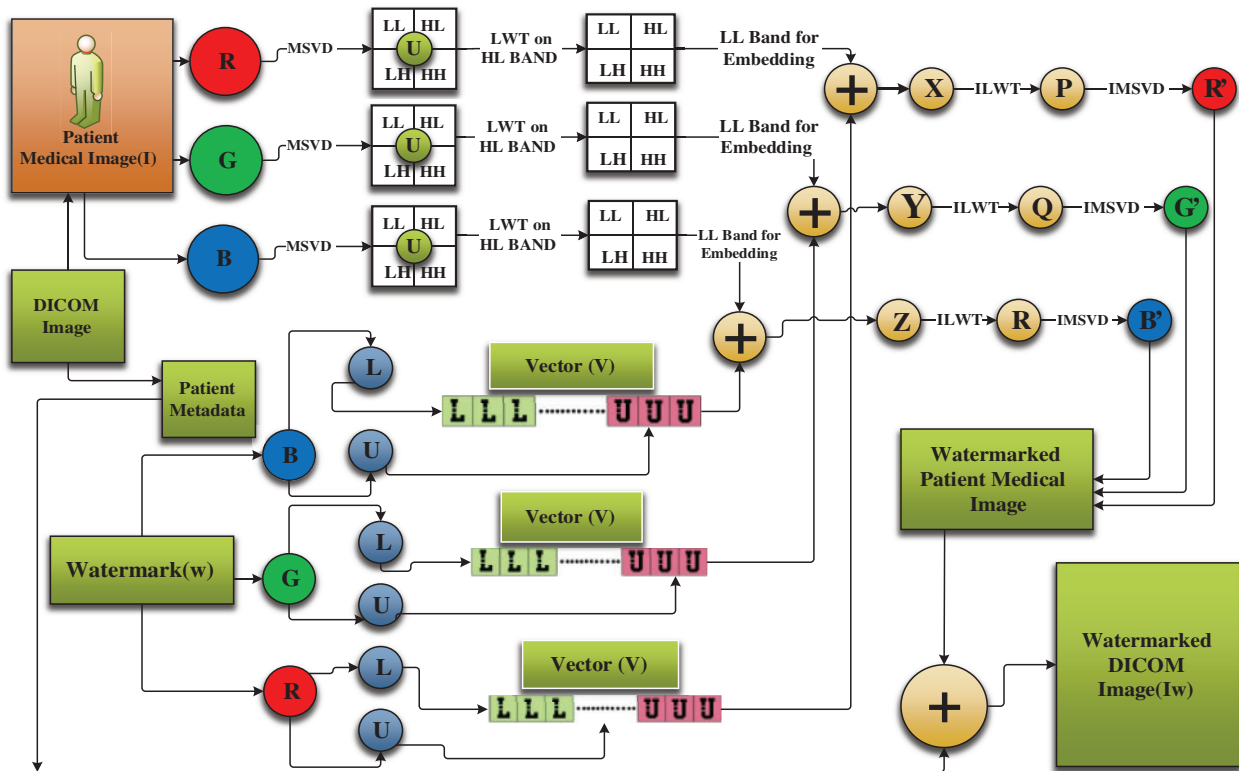 Patient
Medical Image(I)
R
MSVD
LL HL
U
LH HH
LWT on
HL BAND
LL HL
LH HH
LL Band for
Embedding
+
X
ILWT
P
IMSVD
R'
G
MSVD
LL HL
U
LH HH
LWT on
HL BAND
LL HL
LH HH
LL Band for
Embedding
+
Y
ILWT
Q
IMSVD
G'
B
MSVD
LL HL
U
LH HH
LWT on
HL BAND
LL HL
LH HH
LL Band for
Embedding
+
Z
ILWT
R
IMSVD
B'
DICOM
Image
Patient
Metadata
L
Vector (V)
L L L U U U
B
U
Watermark(w)
Vector (V)
L
L L L U U U
G
U
Vector (V)
L
R
L L L U U U
U
Watermarked
Patient Medical
Image
+
Watermarked
DICOM
Image(Iw)